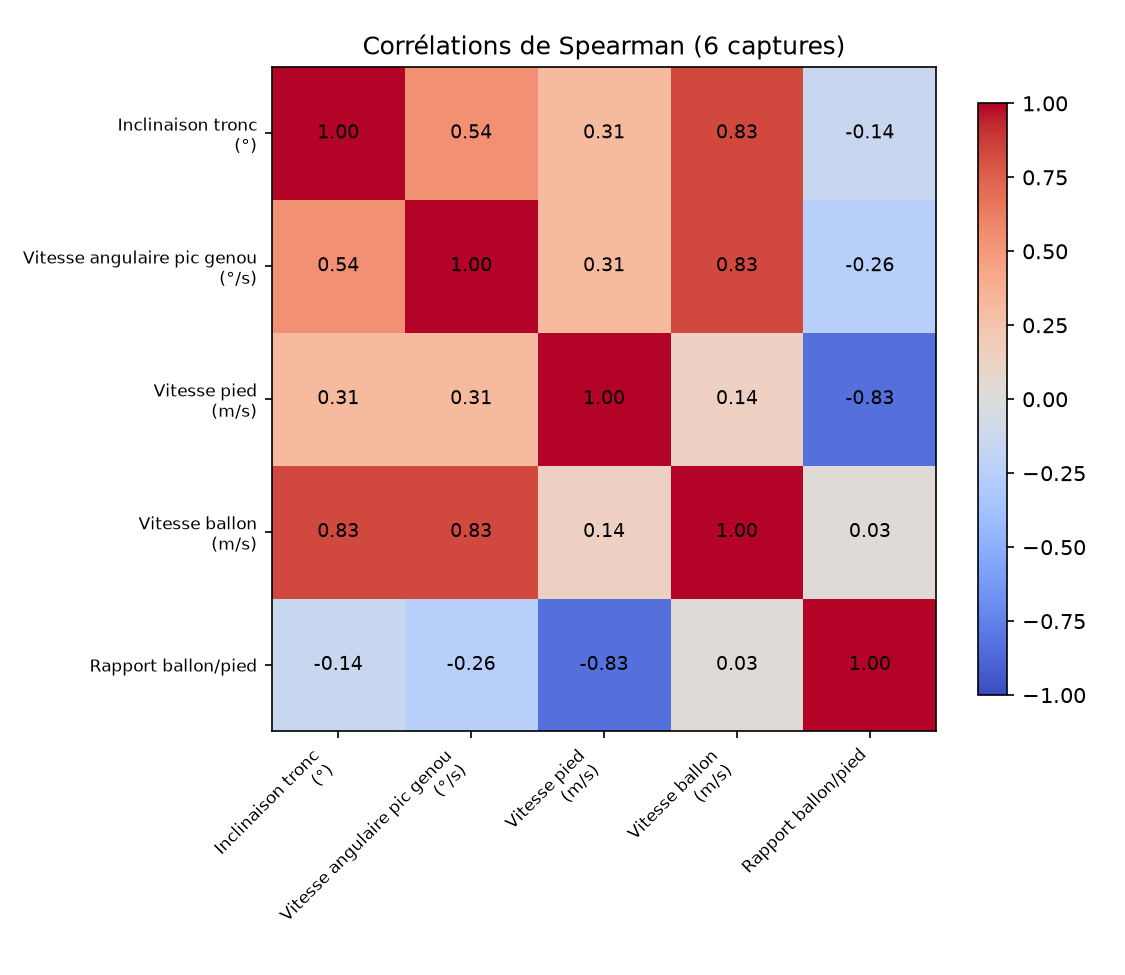 Corrélations de Spearman (6 captures)
Inclinaison tronc
(°)
1.00 0.54 0.31 0.83 -0.14
Vitesse angulaire pic genou
(°/s)
0.54 1.00 0.31 0.83 -0.26
Vitesse pied
(m/s)
0.31 0.31 1.00 0.14 -0.83
Vitesse ballon
(m/s)
0.83 0.83 0.14 1.00 0.03
Rapport ballon/pied
-0.14 -0.26 -0.83 0.03 1.00
Inclinaison tronc
(°)
Vitesse angulaire pic genou
(°/s)
Vitesse pied
(m/s)
Vitesse ballon
(m/s)
Rapport ballon/pied
1.00
0.75
0.50
0.25
0.00
−0.25
−0.50
−0.75
−1.00